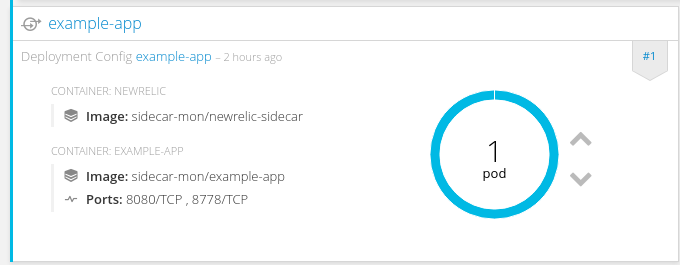 example-app
Deployment Config example-app – 2 hours ago
#1
CONTAINER: NEWRELIC
Image: sidecar-mon/newrelic-sidecar
CONTAINER: EXAMPLE-APP
Image: sidecar-mon/example-app
Ports: 8080/TCP , 8778/TCP
1
pod